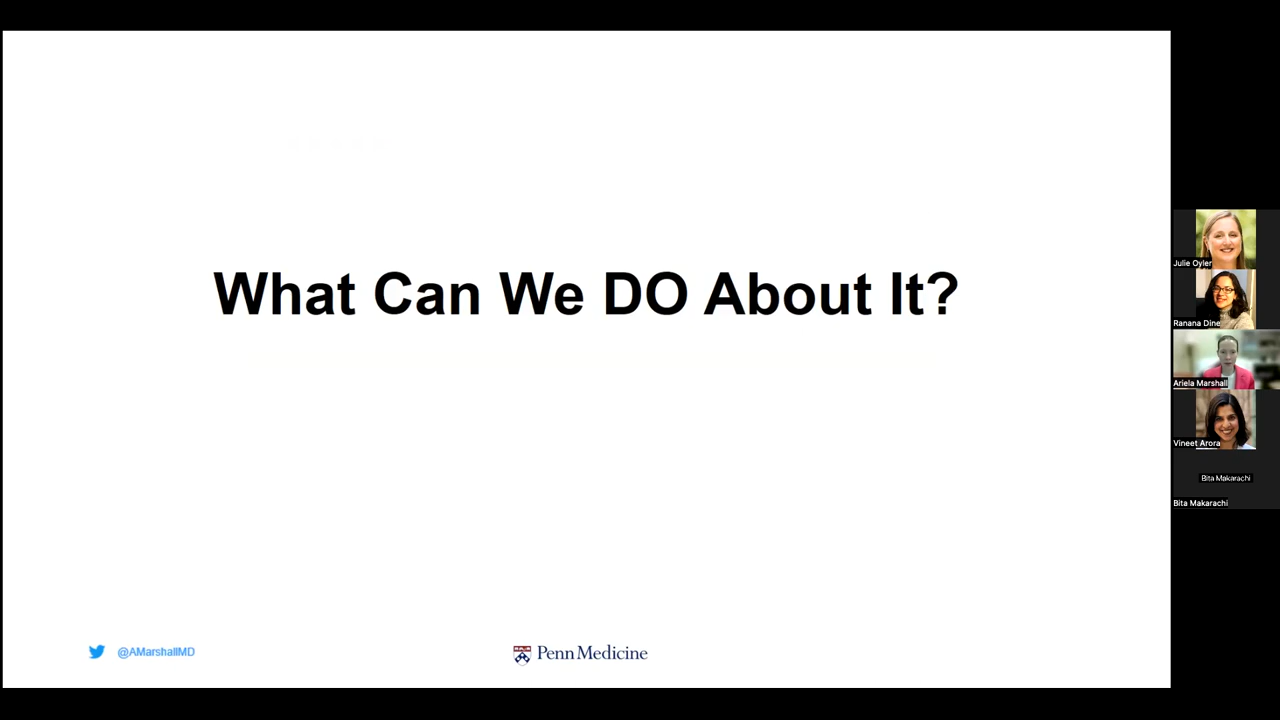 What Can We DO About It?
@AMarshallMD
Penn Medicine
Julie Oyler
Ranana Dine
Ariela Marshall
Vineet Arora
Bita Makarachi
Bita Makarachi